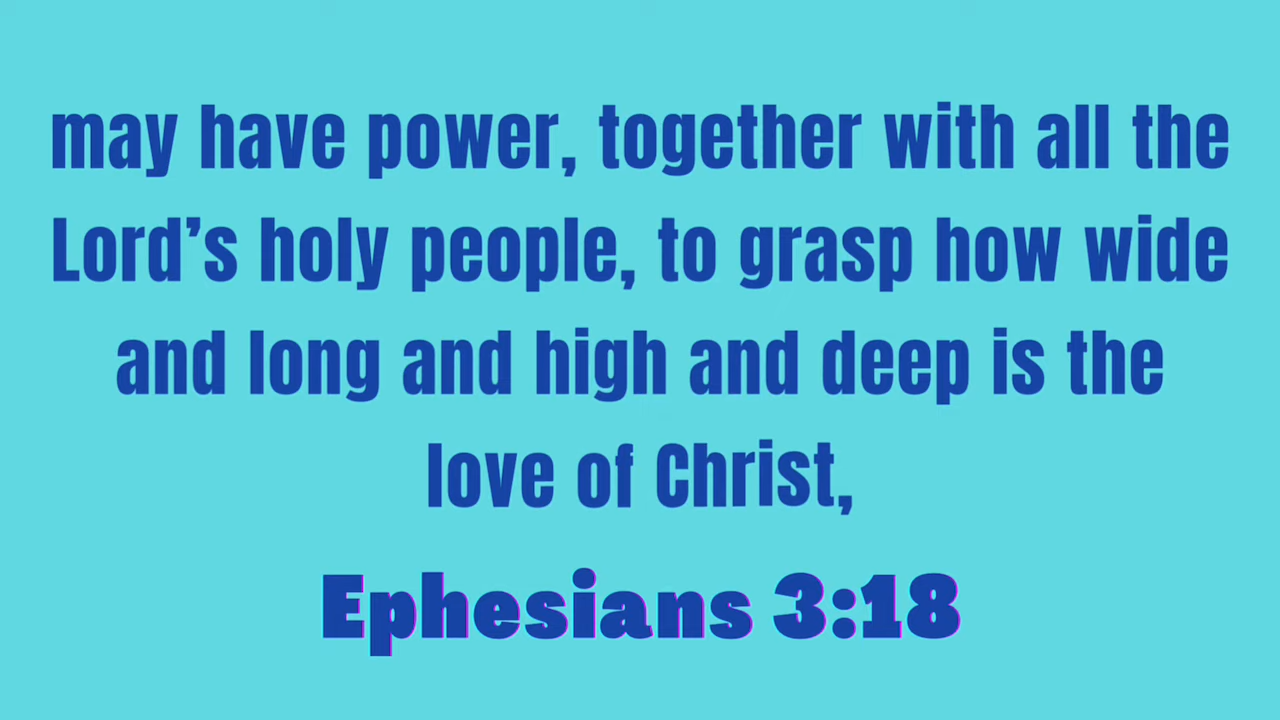 may have power, together with all the
Lord’s holy people, to grasp how wide
and long and high and deep is the
love of Christ,
Ephesians 3:18